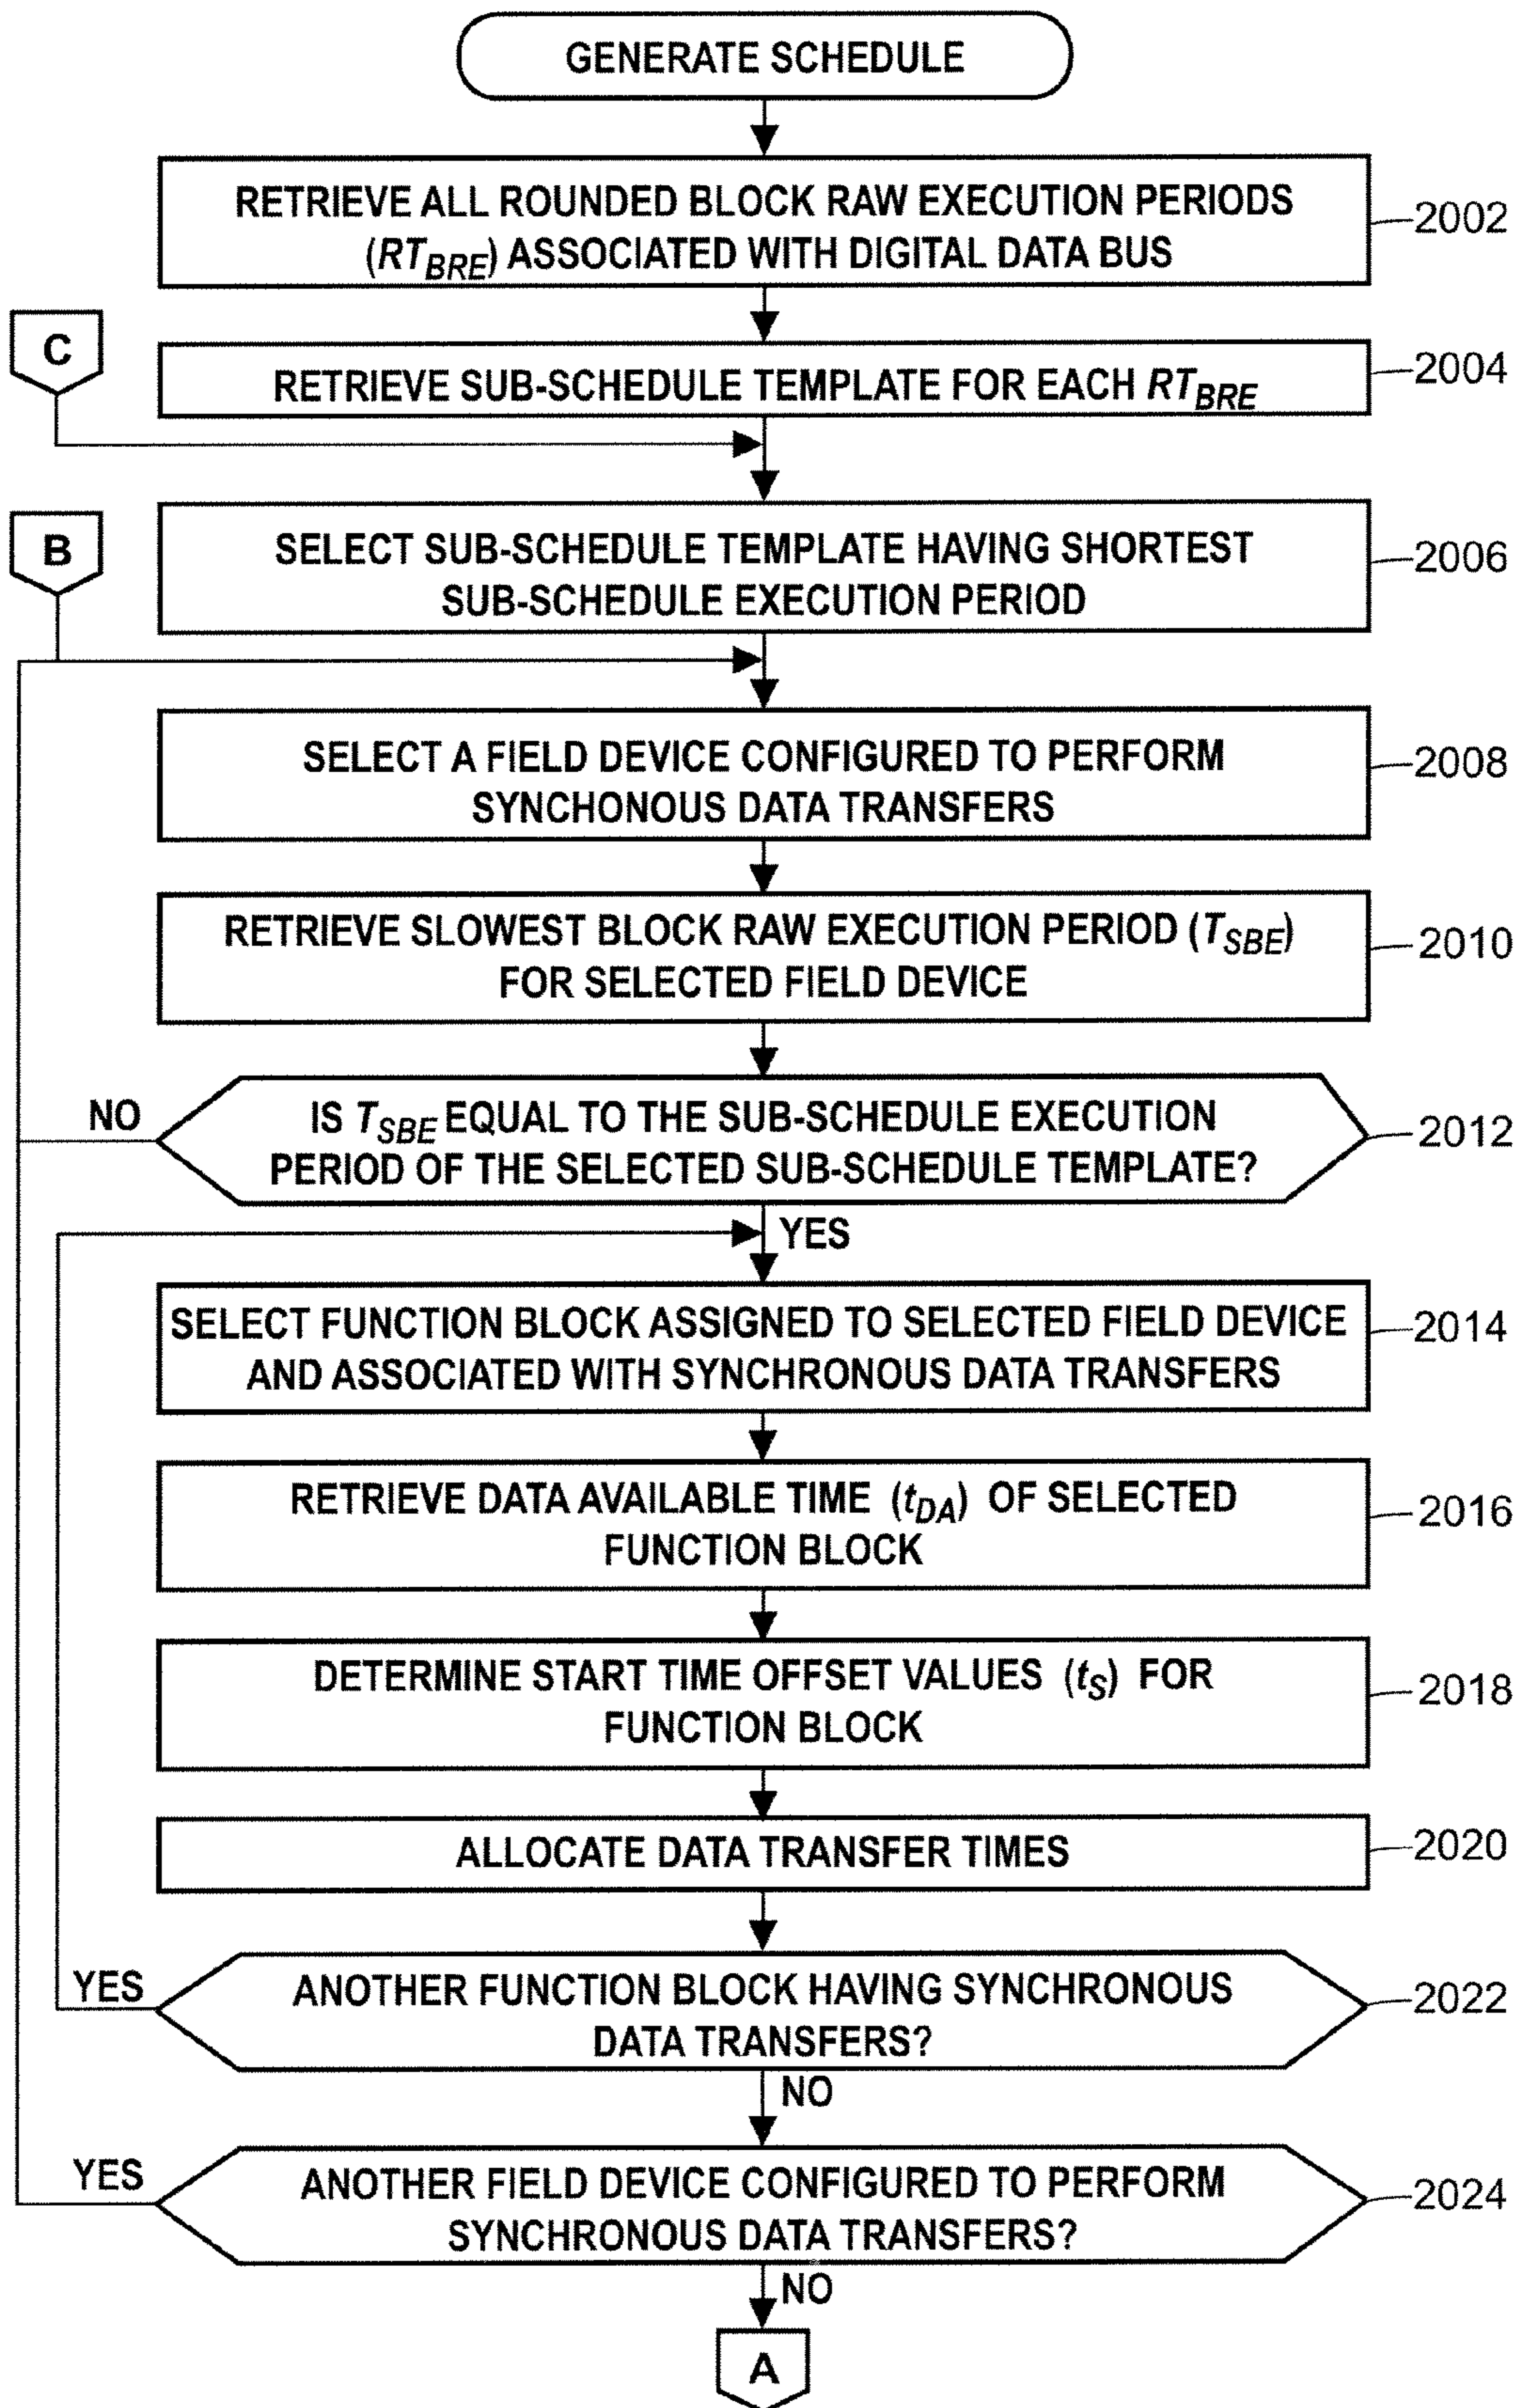 GENERATE SCHEDULE
RETRIEVE ALL ROUNDED BLOCK RAW EXECUTION PERIODS
(RT_BRE) ASSOCIATED WITH DIGITAL DATA BUS
2002
C
RETRIEVE SUB-SCHEDULE TEMPLATE FOR EACH RT_BRE
2004
B
SELECT SUB-SCHEDULE TEMPLATE HAVING SHORTEST
SUB-SCHEDULE EXECUTION PERIOD
2006
SELECT A FIELD DEVICE CONFIGURED TO PERFORM
SYNCHONOUS DATA TRANSFERS
2008
RETRIEVE SLOWEST BLOCK RAW EXECUTION PERIOD (T_SBE)
FOR SELECTED FIELD DEVICE
2010
NO
IS T_SBE EQUAL TO THE SUB-SCHEDULE EXECUTION
PERIOD OF THE SELECTED SUB-SCHEDULE TEMPLATE?
2012
YES
SELECT FUNCTION BLOCK ASSIGNED TO SELECTED FIELD DEVICE
AND ASSOCIATED WITH SYNCHRONOUS DATA TRANSFERS
2014
RETRIEVE DATA AVAILABLE TIME (t_DA) OF SELECTED
FUNCTION BLOCK
2016
DETERMINE START TIME OFFSET VALUES (t_S) FOR
FUNCTION BLOCK
2018
ALLOCATE DATA TRANSFER TIMES
2020
YES
ANOTHER FUNCTION BLOCK HAVING SYNCHRONOUS
DATA TRANSFERS?
2022
NO
YES
ANOTHER FIELD DEVICE CONFIGURED TO PERFORM
SYNCHRONOUS DATA TRANSFERS?
2024
NO
A